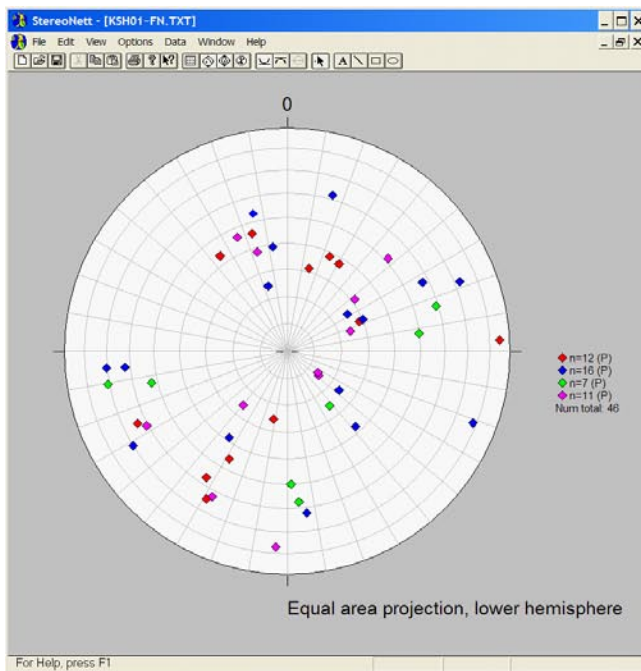 StereoNett - [KSH01-FN.TXT]
File Edit View Options Data Window Help
0
n=12 (P)
n=16 (P)
n=7 (P)
n=11 (P)
Num total: 46
Equal area projection, lower hemisphere
For Help, press F1